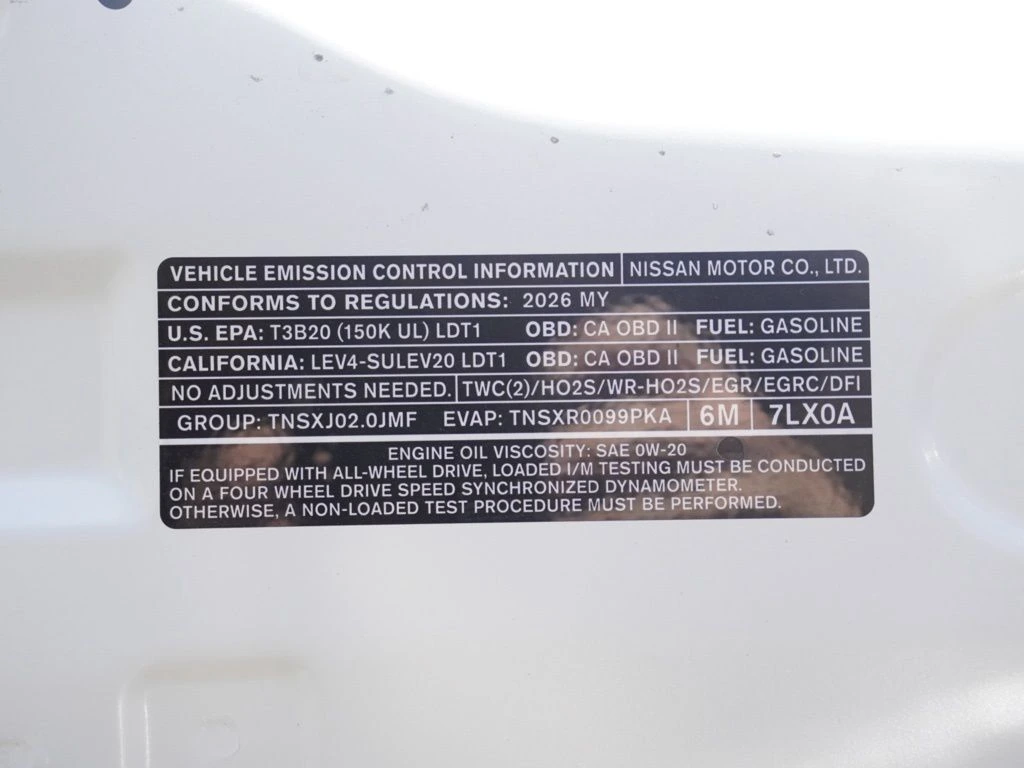 VEHICLE EMISSION CONTROL INFORMATION NISSAN MOTOR CO., LTD.
CONFORMS TO REGULATIONS: 2026 MY
U.S. EPA: T3B20 (150K UL) LDT1 OBD: CA OBD II FUEL: GASOLINE
CALIFORNIA: LEV4-SULEV20 LDT1 OBD: CA OBD II FUEL: GASOLINE
NO ADJUSTMENTS NEEDED. TWC(2)/HO2S/WR-HO2S/EGR/EGRC/DFI
GROUP: TNSXJ02.0JMF EVAP: TNSXR0099PKA 6M 7LX0A
ENGINE OIL VISCOSITY: SAE 0W-20
IF EQUIPPED WITH ALL-WHEEL DRIVE, LOADED I/M TESTING MUST BE CONDUCTED
ON A FOUR WHEEL DRIVE SPEED SYNCHRONIZED DYNAMOMETER.
OTHERWISE, A NON-LOADED TEST PROCEDURE MUST BE PERFORMED.